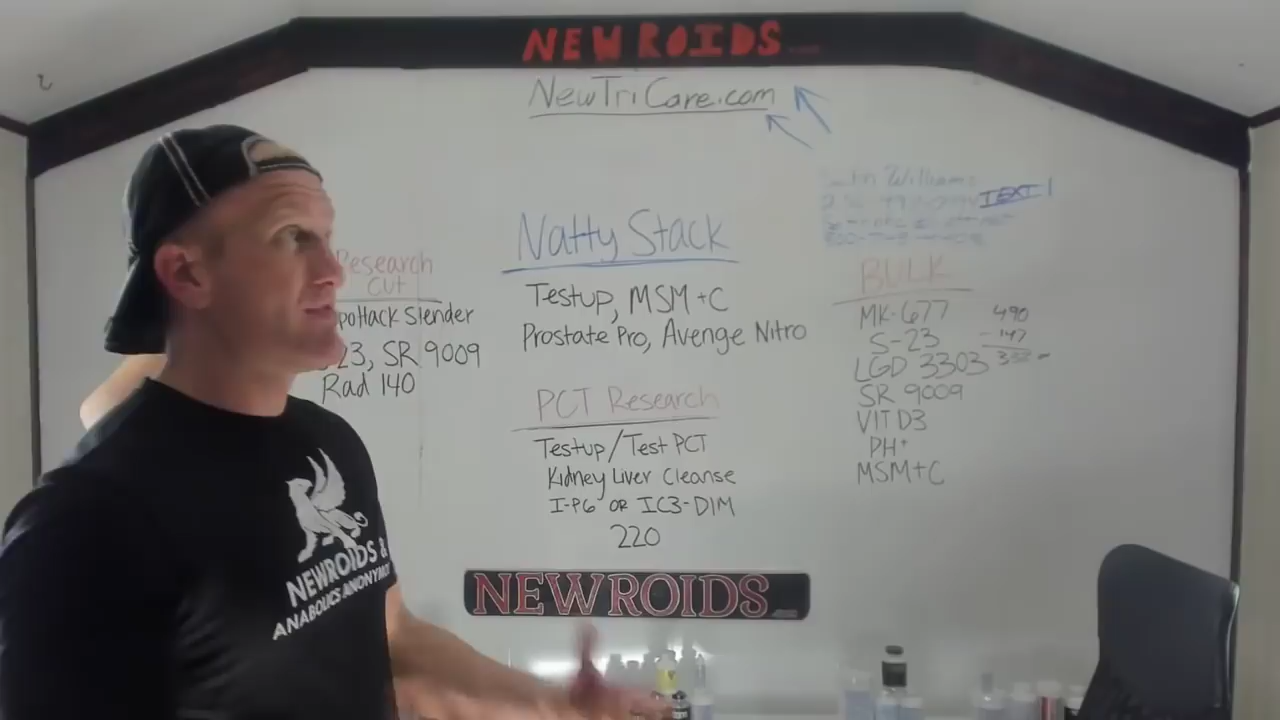 NEW ROIDS
NewTriCare.com
Williams
TEXT
Natty Stack
Testup, MSM+C
Prostate Pro, Avenge Nitro
Research
Cut
Slender
23, SR 9009
Rad 140
PCT Research
Testup/Test PCT
Kidney Liver Cleanse
I-P6 OR IC3-DIM
220
BULK
MK-677
S-23
LGD 3303
SR 9009
VIT D3
PH+
MSM+C
490
- 147
NEWROIDS
NEWROIDS &
ANABOLICS